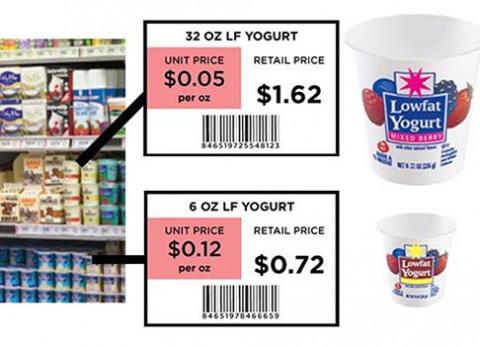 32 OZ LF YOGURT
UNIT PRICE
$0.05
per oz
RETAIL PRICE
$1.62
846519725548123
Lowfat
Yogurt
MIXED BERRY
6 OZ LF YOGURT
UNIT PRICE
$0.12
per oz
RETAIL PRICE
$0.72
84651978466659
Lowfat
Yogurt